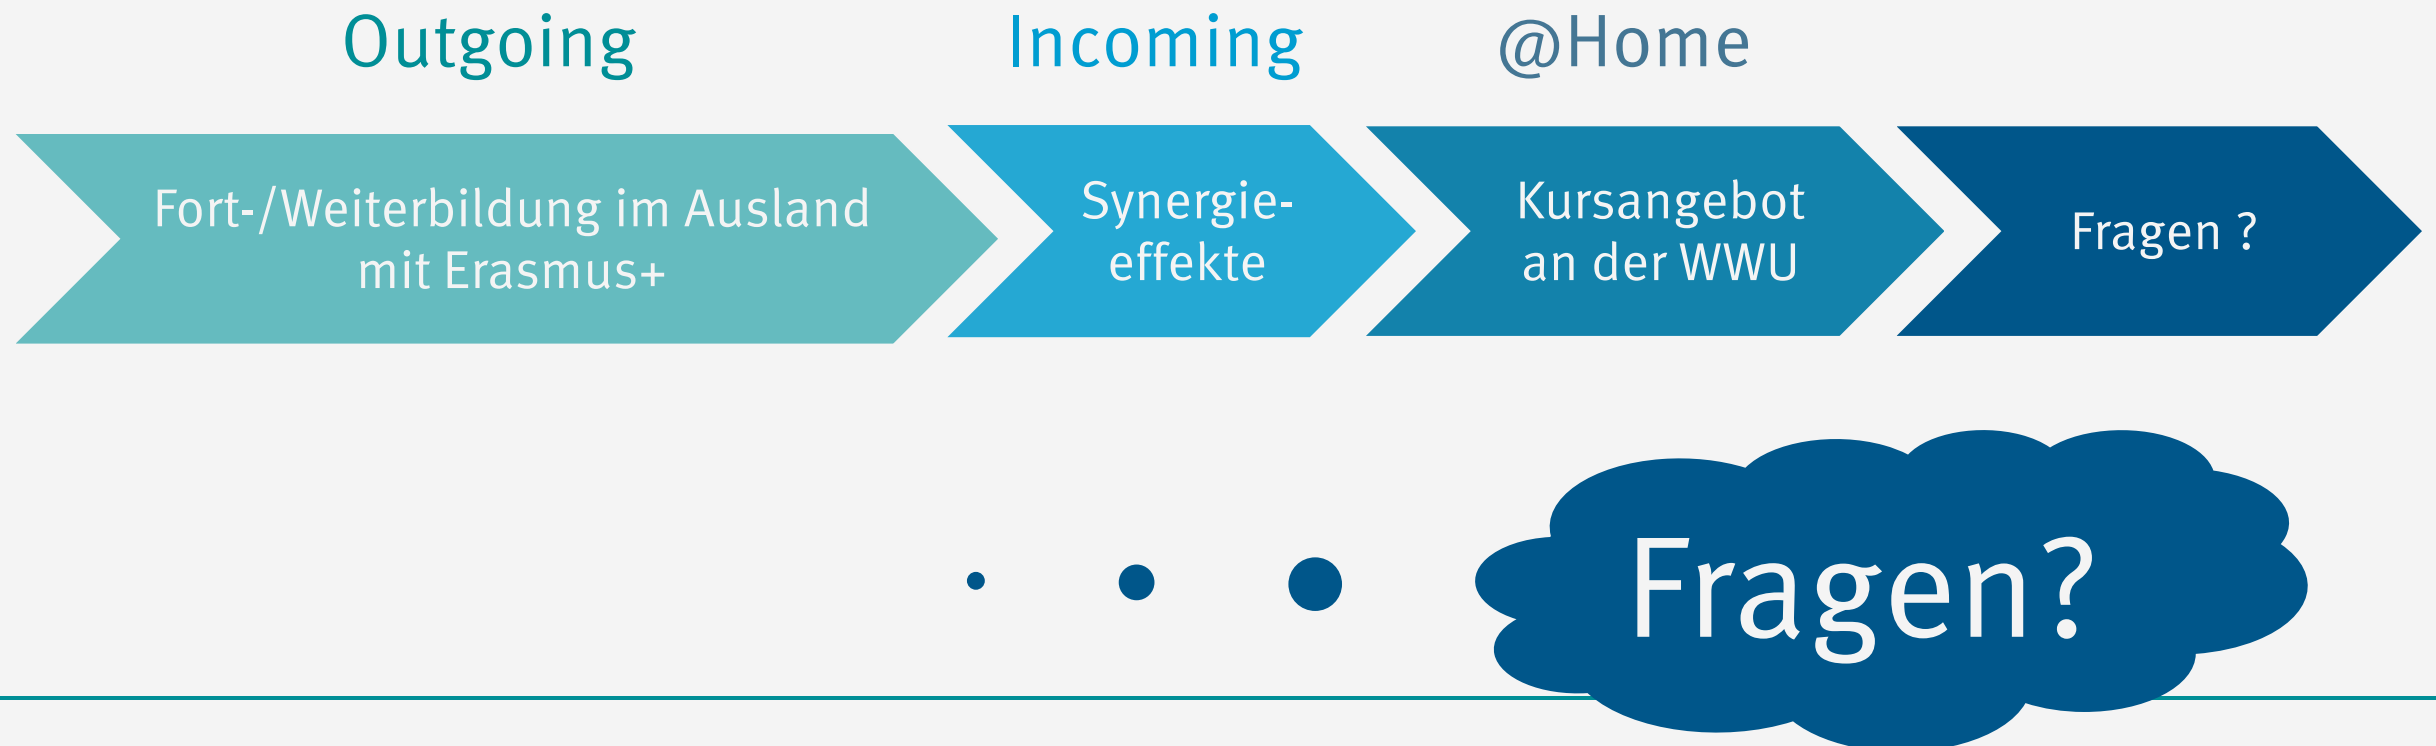 Outgoing
Incoming
@Home
Fort-/Weiterbildung im Ausland
mit Erasmus+
Synergie-
effekte
Kursangebot
an der WWU
Fragen ?
Fragen?